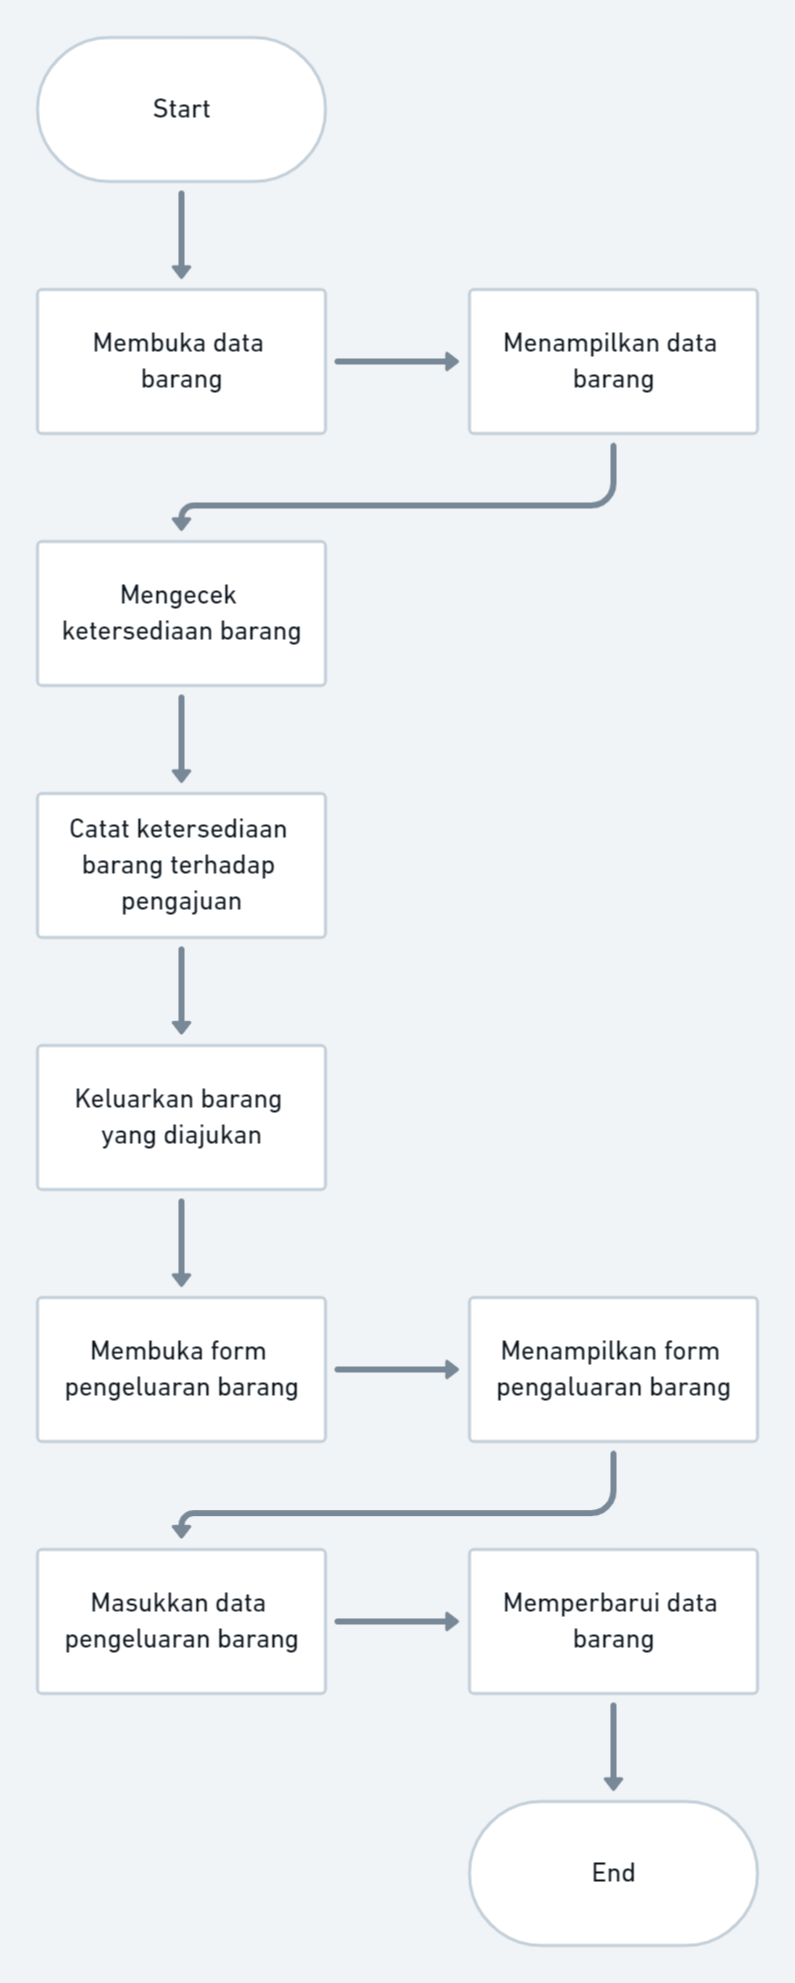 Start
Membuka data
barang
Menampilkan data
barang
Mengecek
ketersediaan barang
Catat ketersediaan
barang terhadap
pengajuan
Keluarkan barang
yang diajukan
Membuka form
pengeluaran barang
Menampilkan form
pengaluaran barang
Masukkan data
pengeluaran barang
Memperbarui data
barang
End